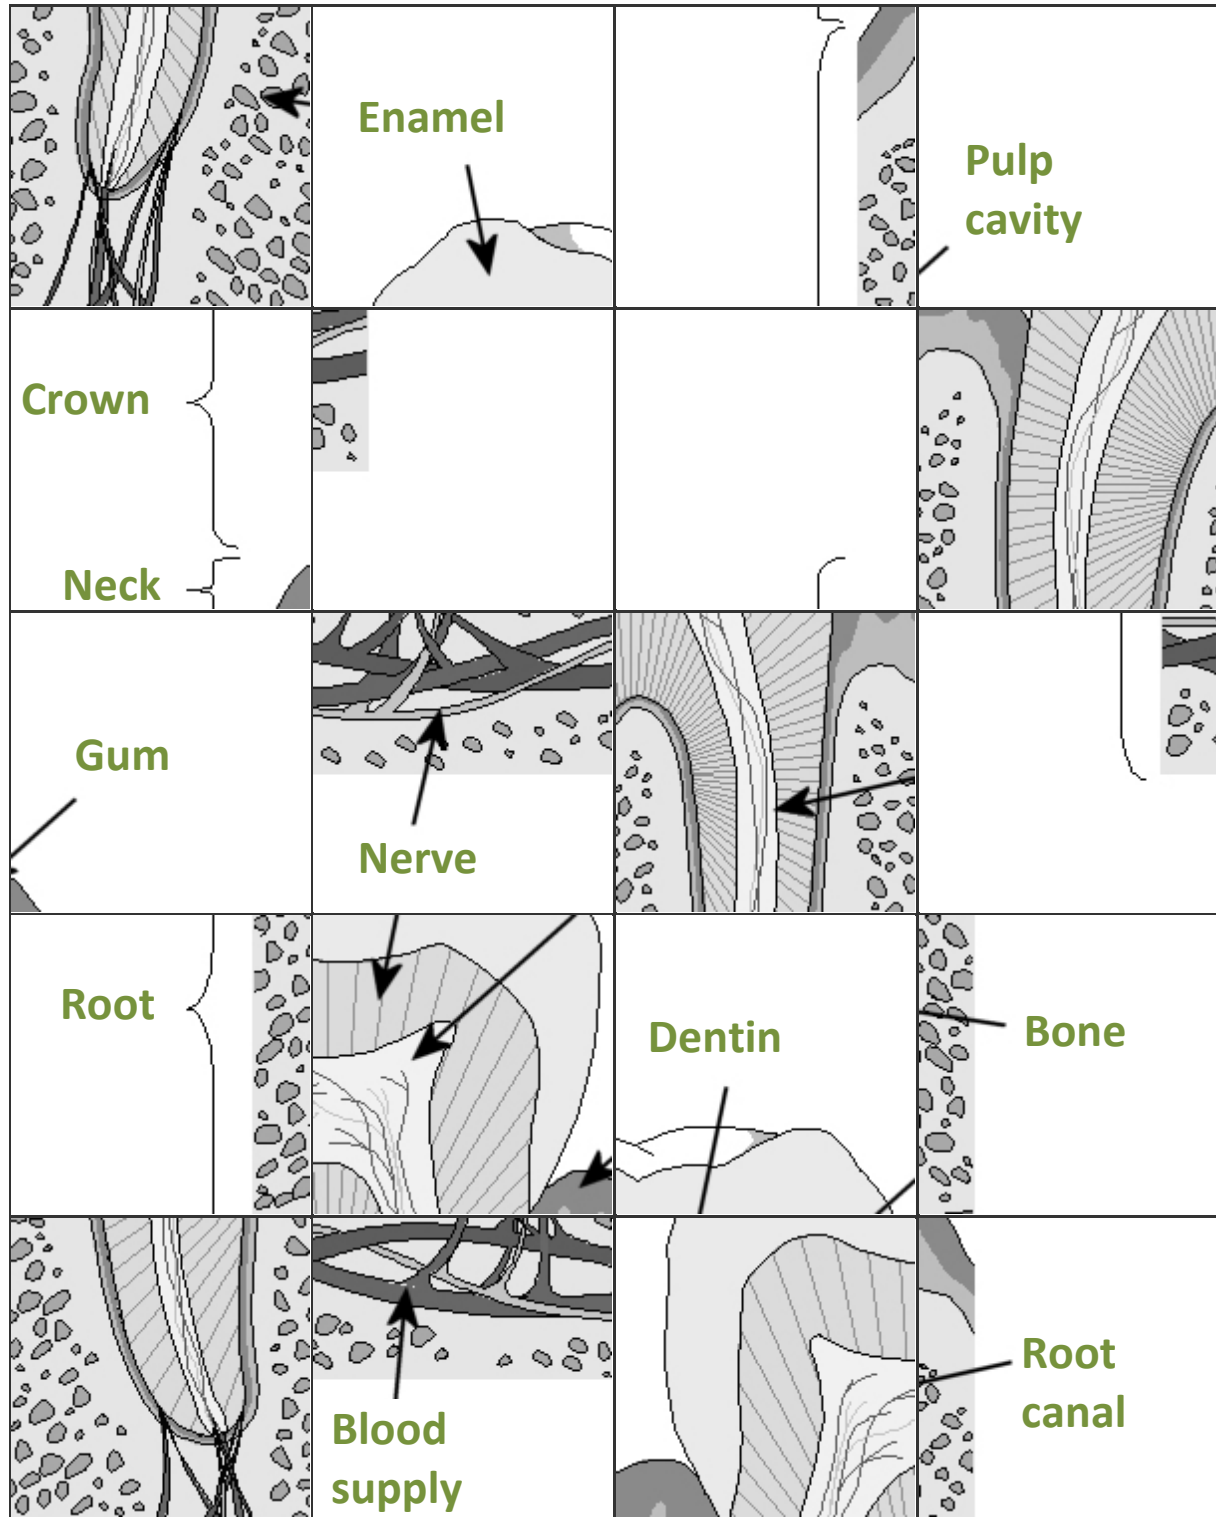 Enamel
Pulp
cavity
Crown
Neck
Gum
Nerve
Root
Dentin
Bone
Root
canal
Blood
supply